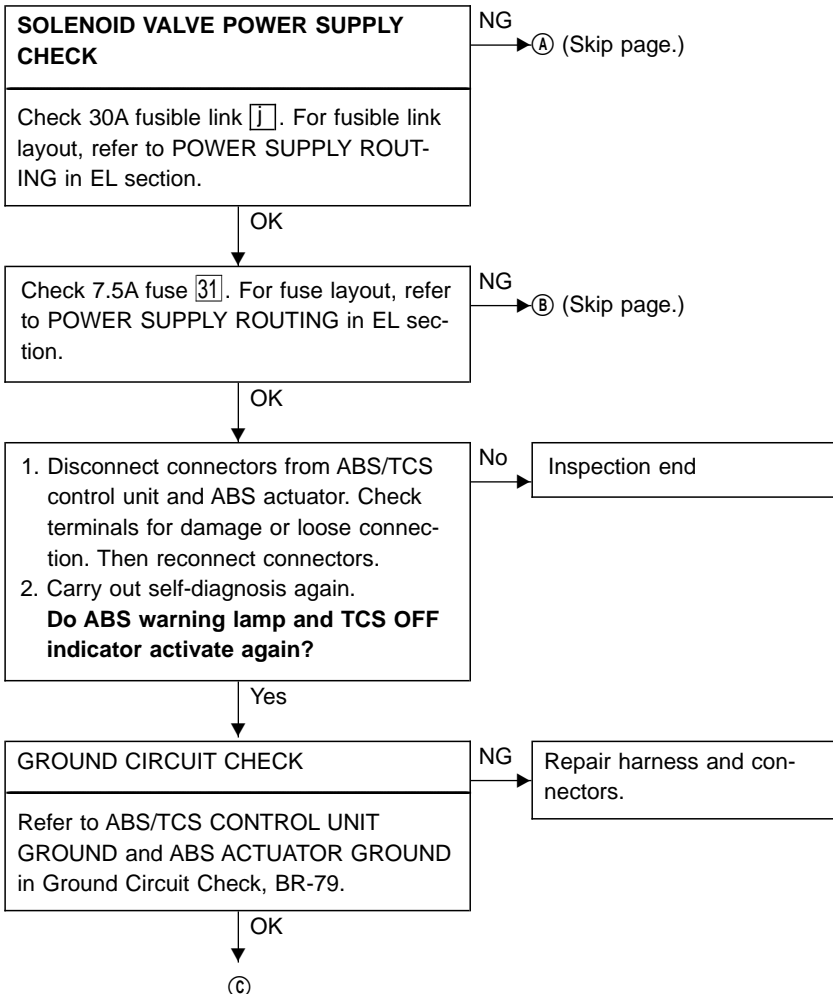 SOLENOID VALVE POWER SUPPLY
CHECK
NG
Ⓐ (Skip page.)
Check 30A fusible link j . For fusible link
layout, refer to POWER SUPPLY ROUT-
ING in EL section.
OK
Check 7.5A fuse 31. For fuse layout, refer
to POWER SUPPLY ROUTING in EL sec-
tion.
NG
Ⓑ (Skip page.)
OK
1. Disconnect connectors from ABS/TCS
control unit and ABS actuator. Check
terminals for damage or loose connec-
tion. Then reconnect connectors.
2. Carry out self-diagnosis again.
Do ABS warning lamp and TCS OFF
indicator activate again?
No
Inspection end
Yes
GROUND CIRCUIT CHECK
NG
Repair harness and con-
nectors.
Refer to ABS/TCS CONTROL UNIT
GROUND and ABS ACTUATOR GROUND
in Ground Circuit Check, BR-79.
OK
Ⓒ